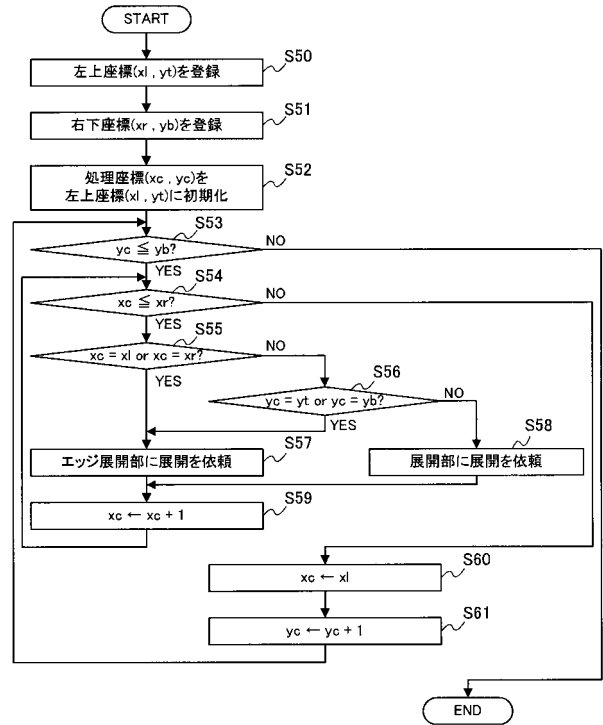 START
左上座標(xl , yt)を登録
S50
右下座標(xr , yb)を登録
S51
処理座標(xc , yc)を
左上座標(xl , yt)に初期化
S52
S53
yc ≦ yb?
NO
YES
S54
xc ≦ xr?
NO
YES
S55
xc = xl or xc = xr?
NO
YES
S56
yc = yt or yc = yb?
NO
YES
S57
エッジ展開部に展開を依頼
S58
展開部に展開を依頼
S59
xc ← xc + 1
S60
xc ← xl
S61
yc ← yc + 1
END